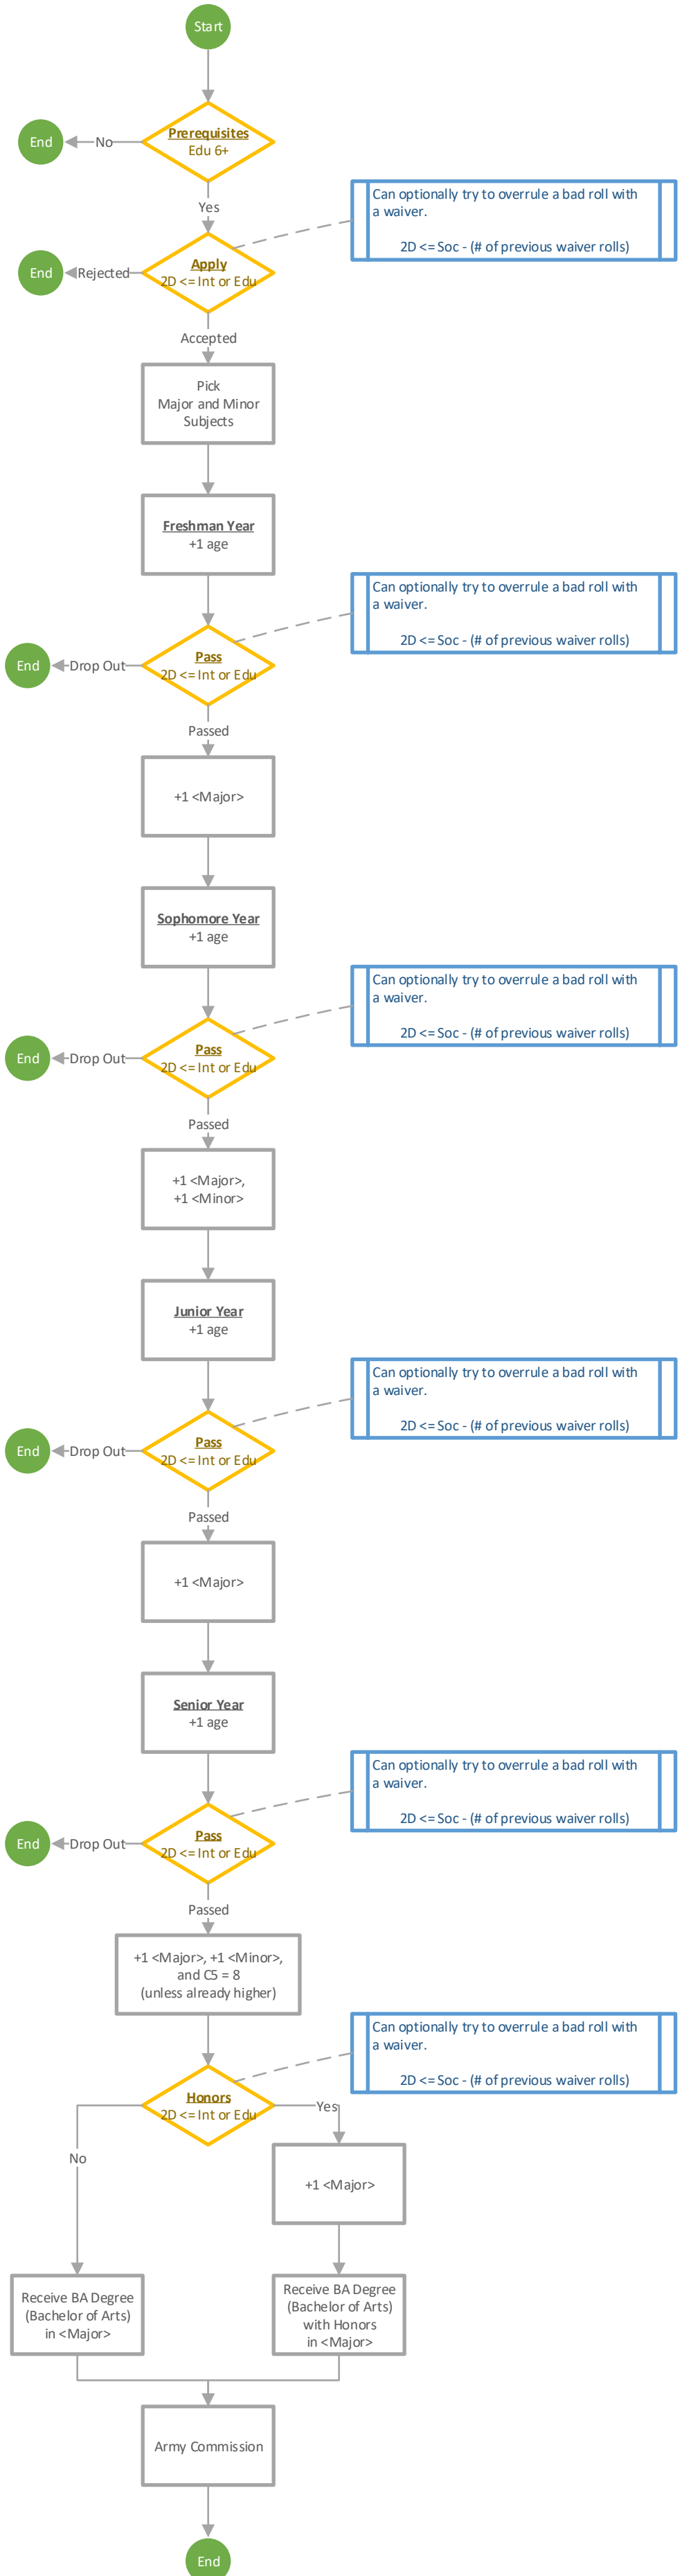 Start
Prerequisites
Edu 6+
No
End
Yes
Can optionally try to overrule a bad roll with
a waiver.
2D <= Soc - (# of previous waiver rolls)
Apply
2D <= Int or Edu
Rejected
End
Accepted
Pick
Major and Minor
Subjects
Freshman Year
+1 age
Can optionally try to overrule a bad roll with
a waiver.
2D <= Soc - (# of previous waiver rolls)
Pass
2D <= Int or Edu
Drop Out
End
Passed
+1 <Major>
Sophomore Year
+1 age
Can optionally try to overrule a bad roll with
a waiver.
2D <= Soc - (# of previous waiver rolls)
Pass
2D <= Int or Edu
Drop Out
End
Passed
+1 <Major>,
+1 <Minor>
Junior Year
+1 age
Can optionally try to overrule a bad roll with
a waiver.
2D <= Soc - (# of previous waiver rolls)
Pass
2D <= Int or Edu
Drop Out
End
Passed
+1 <Major>
Senior Year
+1 age
Can optionally try to overrule a bad roll with
a waiver.
2D <= Soc - (# of previous waiver rolls)
Pass
2D <= Int or Edu
Drop Out
End
Passed
+1 <Major>, +1 <Minor>,
and C5 = 8
(unless already higher)
Can optionally try to overrule a bad roll with
a waiver.
2D <= Soc - (# of previous waiver rolls)
Honors
2D <= Int or Edu
Yes
No
+1 <Major>
Receive BA Degree
(Bachelor of Arts)
in <Major>
Receive BA Degree
(Bachelor of Arts)
with Honors
in <Major>
Army Commission
End